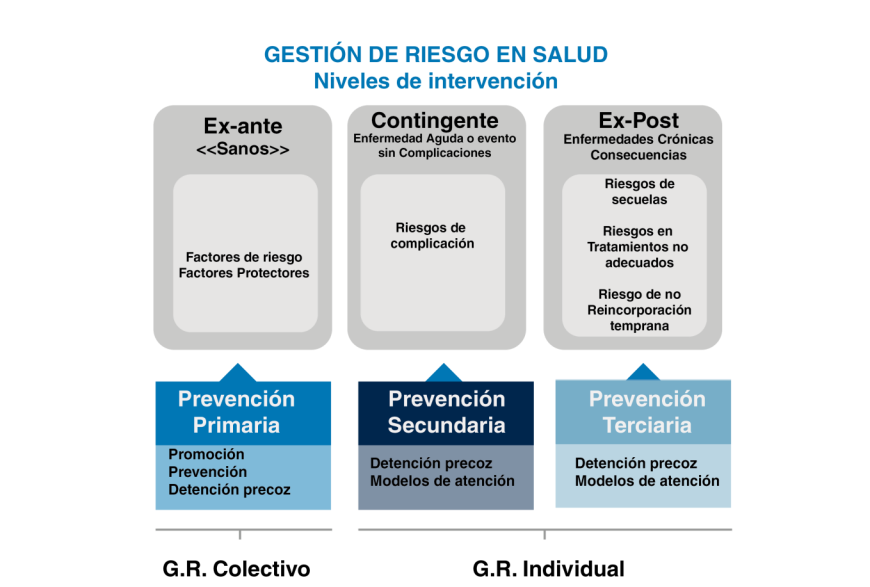 GESTIÓN DE RIESGO EN SALUD
Niveles de intervención
Ex-ante
<<Sanos>>
Factores de riesgo
Factores Protectores
Contingente
Enfermedad Aguda o evento
sin Complicaciones
Riesgos de
complicación
Ex-Post
Enfermedades Crónicas
Consecuencias
Riesgos de
secuelas
Riesgos en
Tratamientos no
adecuados
Riesgo de no
Reincorporación
temprana
Prevención
Primaria
Promoción
Prevención
Detención precoz
Prevención
Secundaria
Detención precoz
Modelos de atención
Prevención
Terciaria
Detención precoz
Modelos de atención
G.R. Colectivo
G.R. Individual